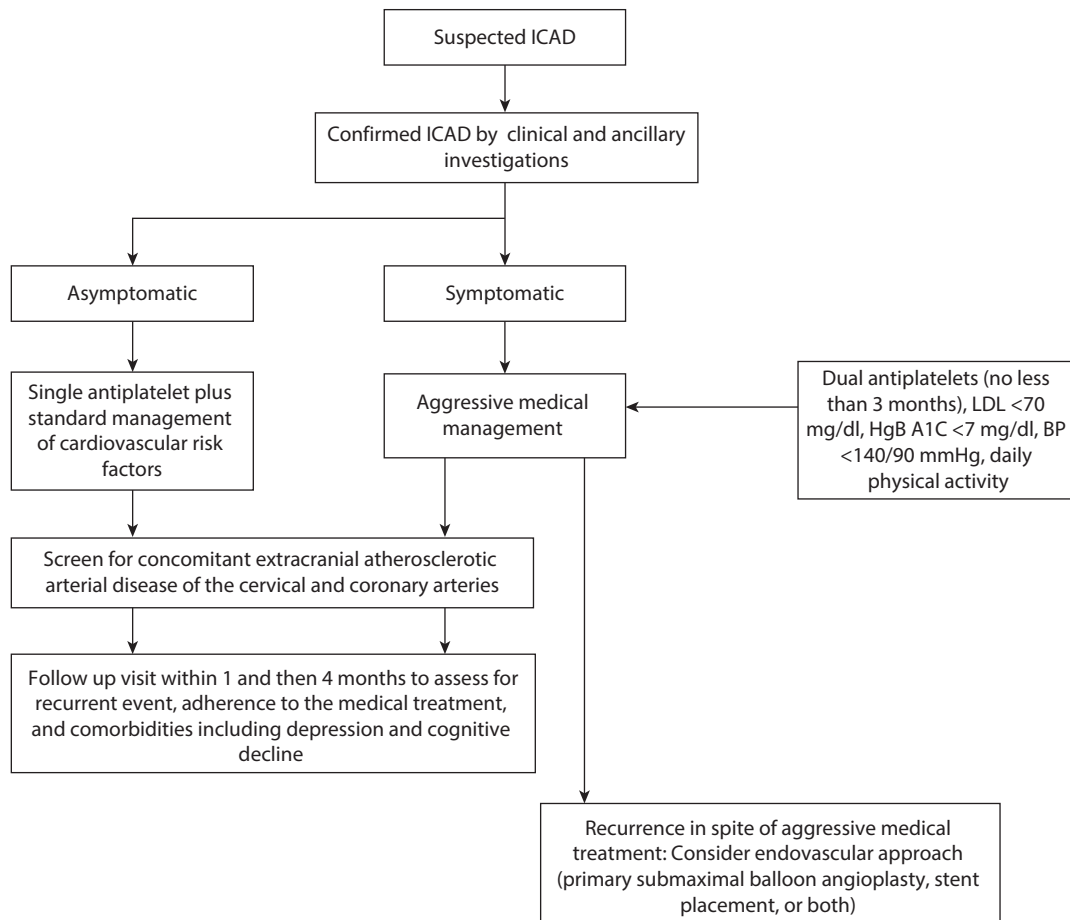 Suspected ICAD
Confirmed ICAD by clinical and ancillary
investigations
Asymptomatic
Symptomatic
Single antiplatelet plus
standard management
of cardiovascular risk
factors
Aggressive medical
management
Dual antiplatelets (no less
than 3 months), LDL <70
mg/dl, HgB A1C <7 mg/dl, BP
<140/90 mmHg, daily
physical activity
Screen for concomitant extracranial atherosclerotic
arterial disease of the cervical and coronary arteries
Follow up visit within 1 and then 4 months to assess for
recurrent event, adherence to the medical treatment,
and comorbidities including depression and cognitive
decline
Recurrence in spite of aggressive medical
treatment: Consider endovascular approach
(primary submaximal balloon angioplasty, stent
placement, or both)